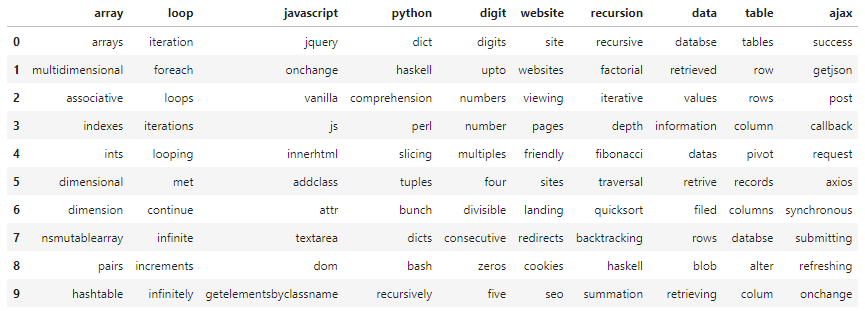 array loop javascript python digit website recursion data table ajax
0 arrays iteration jquery dict digits site recursive databse tables success
1 multidimensional foreach onchange haskell upto websites factorial retrieved row getjson
2 associative loops vanilla comprehension numbers viewing iterative values rows post
3 indexes iterations js perl number pages depth information column callback
4 ints looping innerhtml slicing multiples friendly fibonacci datas pivot request
5 dimensional met addclass tuples four sites traversal retrive records axios
6 dimension continue attr bunch divisible landing quicksort filed columns synchronous
7 nsmutablearray infinite textarea dicts consecutive redirects backtracking rows databse submitting
8 pairs increments dom bash zeros cookies haskell blob alter refreshing
9 hashtable infinitely getelementsbyclassname recursively five seo summation retrieving colum onchange